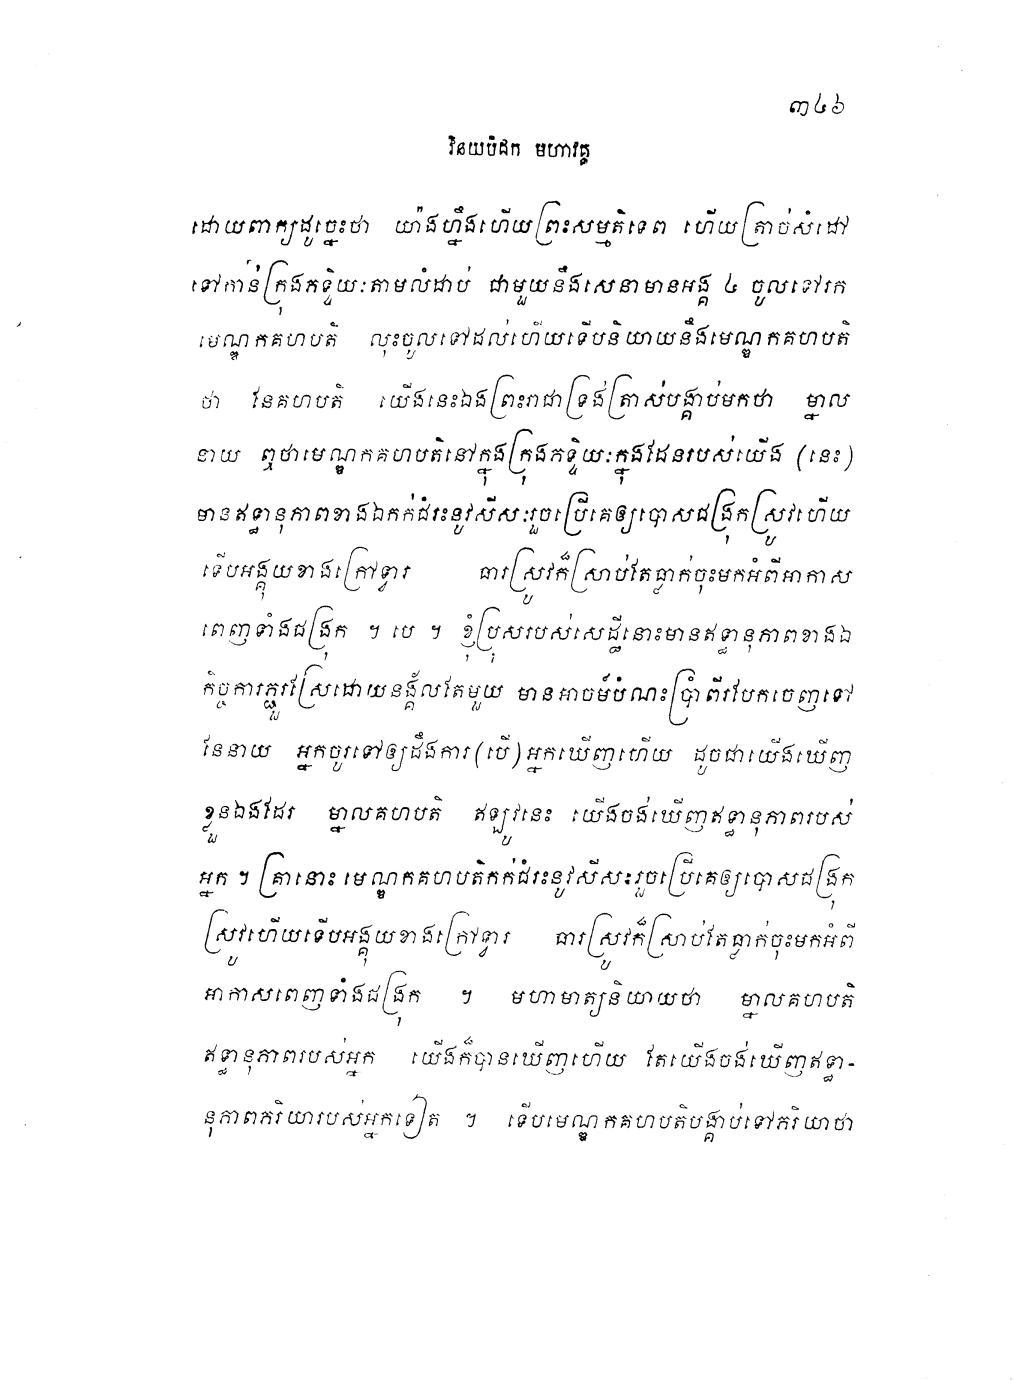 ៣៤៦
វិនយបិដក មហាវគ្គ
ដោយពាក្យដូច្នេះថា យ៉ាងហ្នឹងហើយព្រះសម្មតិទេព ហើយត្រាច់សំដៅ
ទៅកាន់ក្រុងភទ្ទិយៈតាមលំដាប់ ជាមួយនឹងសេនាមានអង្គ ៤ ចូលទៅរក
មេណ្ឌកគហបតិ លុះចូលទៅដល់ហើយទើបនិយាយនឹងមេណ្ឌកគហបតិ
ថា នែគហបតិ យើងនេះឯងព្រះរាជាទ្រង់ត្រាស់បង្គាប់មកថា ម្នាល
នាយ ឮថាមេណ្ឌកគហបតិនៅក្នុងក្រុងភទ្ទិយៈក្នុងដែនរបស់យើង (នេះ)
មានឥទ្ធានុភាពខាងឯកក់ជំរះនូវសីសៈរួចប្រើគេឲ្យបោសជង្រុកស្រូវហើយ
ទើបអង្គុយខាងក្រៅទ្វារ ធារស្រូវក៏ស្រាប់តែធ្លាក់ចុះមកអំពីអាកាស
ពេញទាំងជង្រុក ។ បេ ។ ខ្ញុំប្រុសរបស់សេដ្ឋីនោះមានឥទ្ធានុភាពខាងឯ
កិច្ចការភ្ជួរស្រែដោយនង្គ័លតែមួយ មានអាចម៍បំណះប្រាំពីរបែកចេញទៅ
នែនាយ អ្នកចូរទៅឲ្យដឹងការ(បើ)អ្នកឃើញហើយ ដូចជាយើងឃើញ
ខ្លួនឯងដែរ ម្នាលគហបតិ ឥឡូវនេះ យើងចង់ឃើញឥទ្ធានុភាពរបស់
អ្នក ។ គ្រានោះ មេណ្ឌកគហបតិកក់ជំរះនូវសីសៈរួចប្រើគេឲ្យបោសជង្រុក
ស្រូវហើយទើបអង្គុយខាងក្រៅទ្វារ ធារស្រូវក៏ស្រាប់តែធ្លាក់ចុះមកអំពី
អាកាសពេញទាំងជង្រុក ។ មហាមាត្យនិយាយថា ម្នាលគហបតិ
ឥទ្ធានុភាពរបស់អ្នក យើងក៏បានឃើញហើយ តែយើងចង់ឃើញឥទ្ធា-
នុភាពភរិយារបស់អ្នកទៀត ។ ទើបមេណ្ឌកគហបតិបង្គាប់ទៅភរិយាថា